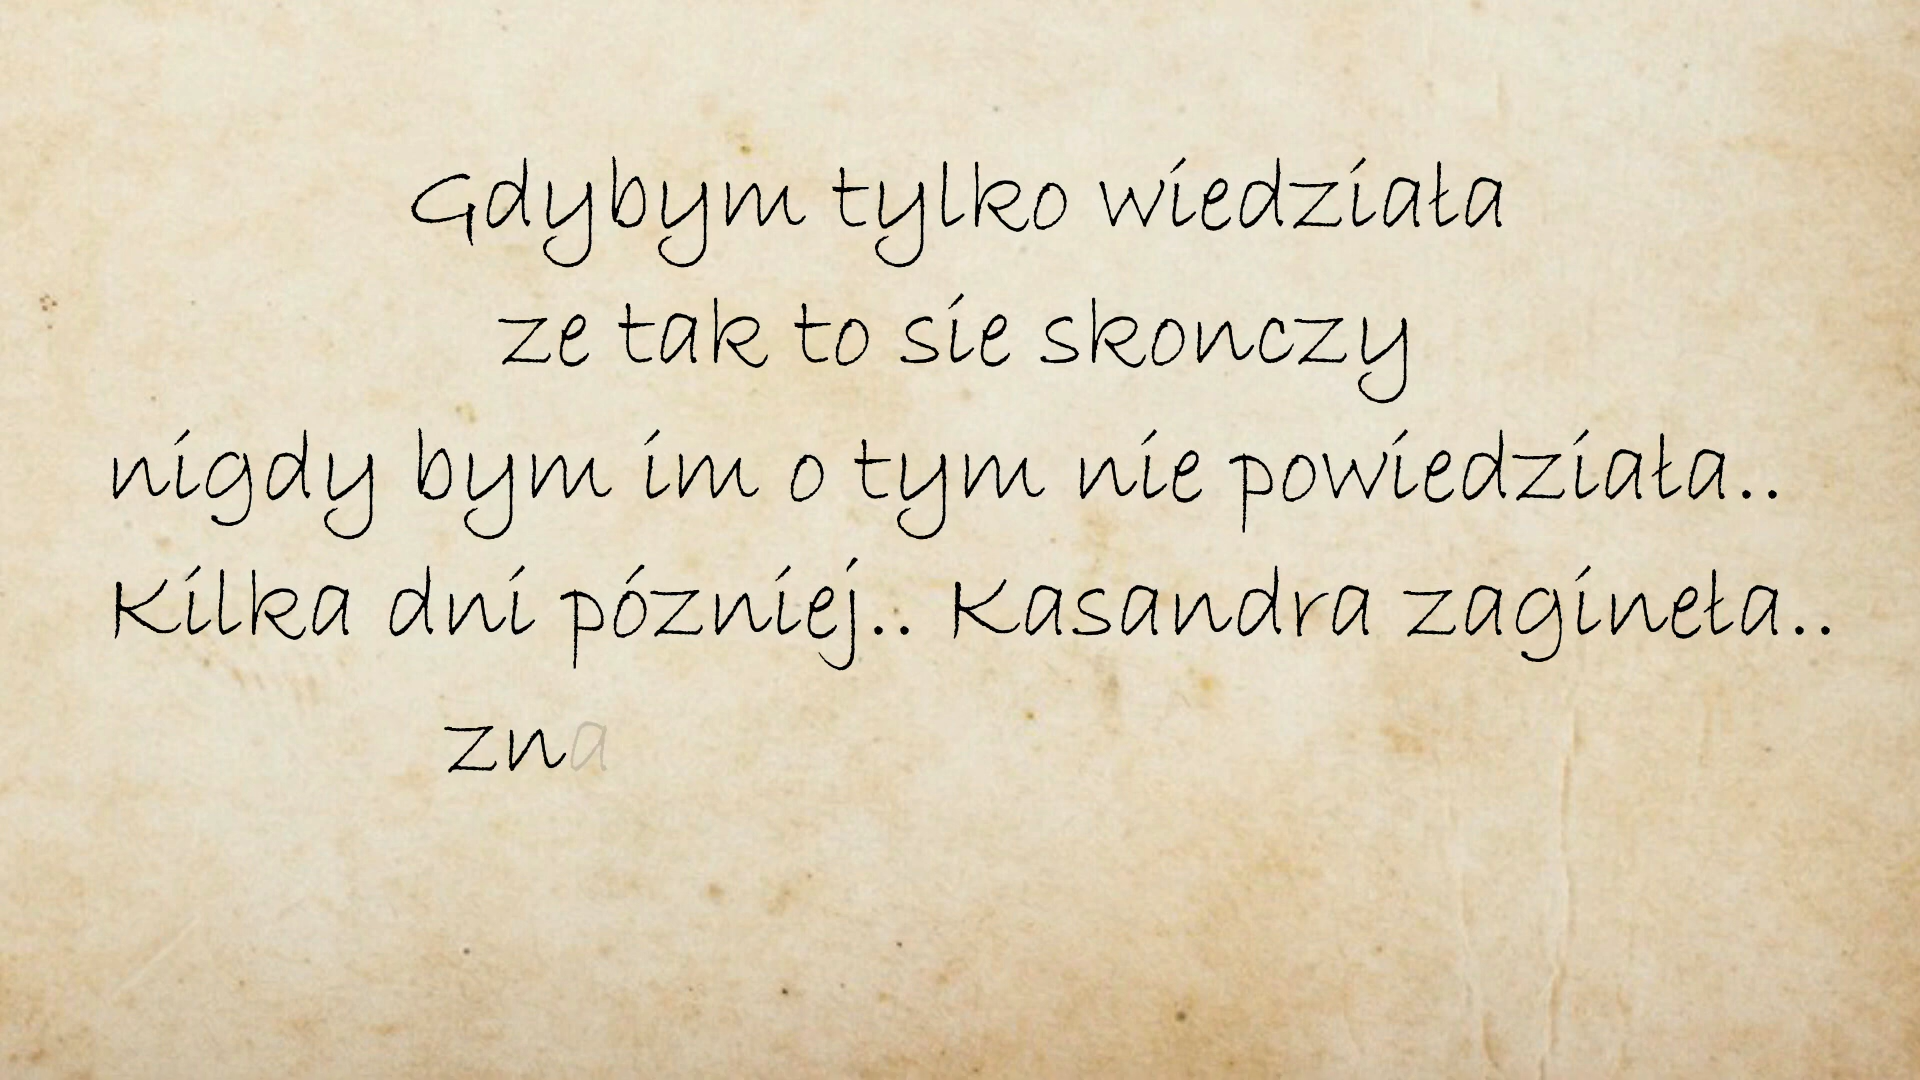 Gdybym tylko wiedziała
ze tak to sie skonczy
nigdy bym im o tym nie powiedziała..
Kilka dni pózniej.. Kasandra zagineła..
zna